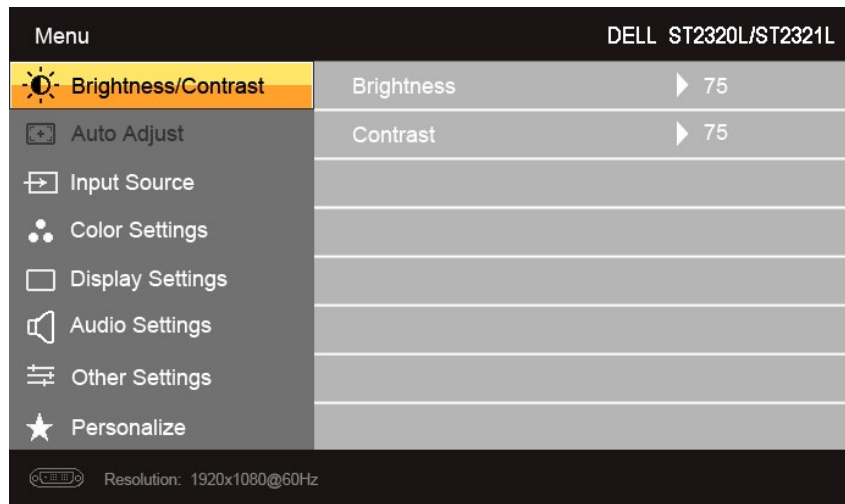 Menu DELL ST2320L/ST2321L
Brightness/Contrast Brightness 75
Auto Adjust Contrast 75
Input Source
Color Settings
Display Settings
Audio Settings
Other Settings
Personalize
Resolution: 1920x1080@60Hz